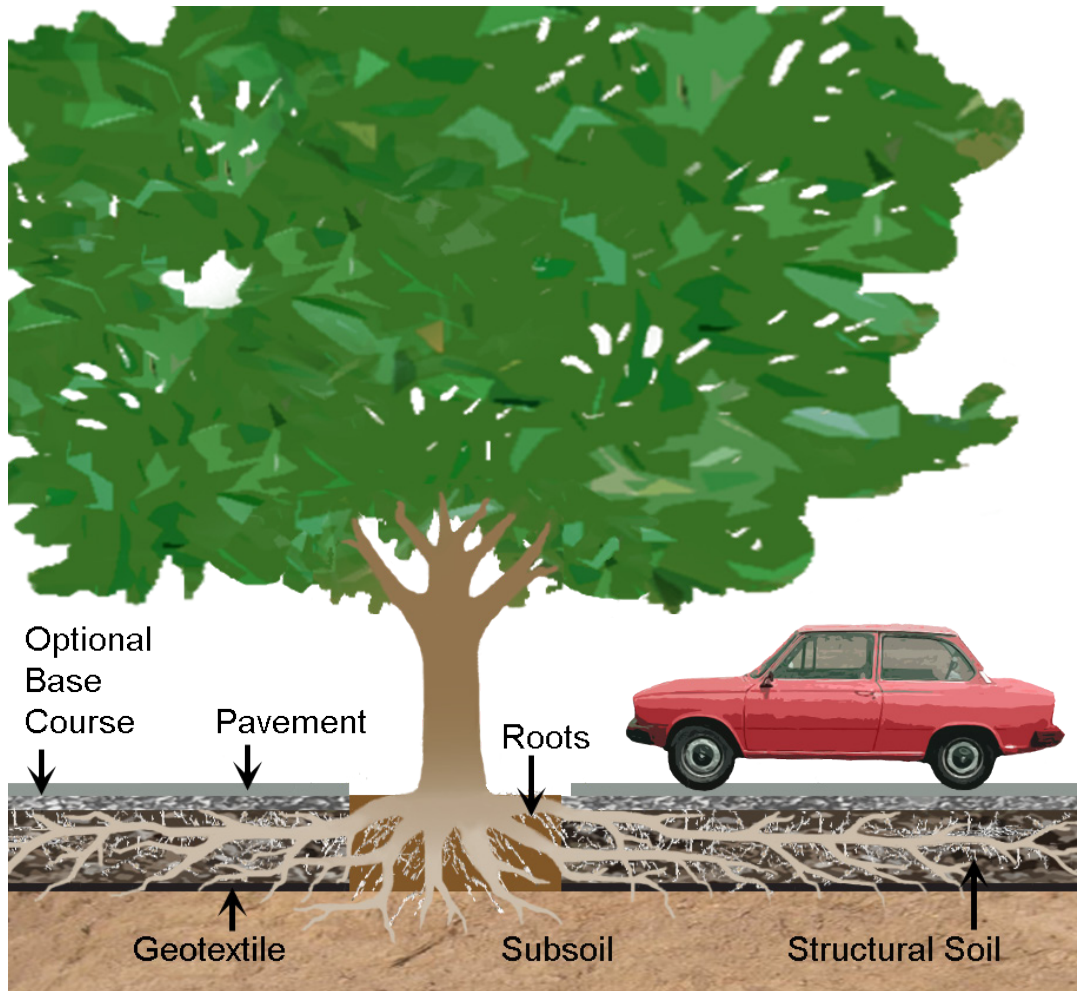 Optional
Base
Course
Pavement
Roots
Geotextile
Subsoil
Structural Soil